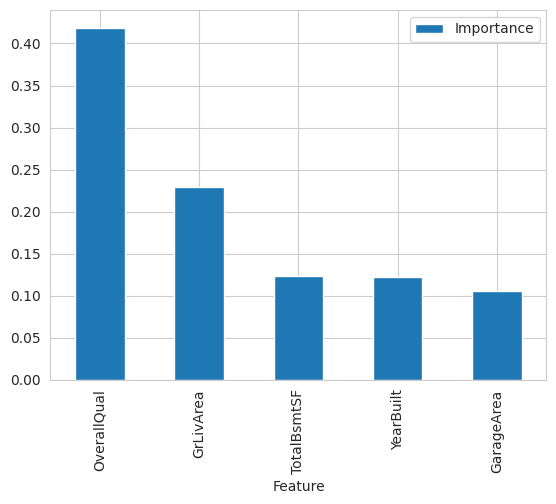 Importance
0.40
0.35
0.30
0.25
0.20
0.15
0.10
0.05
0.00
OverallQual
GrLivArea
TotalBsmtSF
YearBuilt
GarageArea
Feature